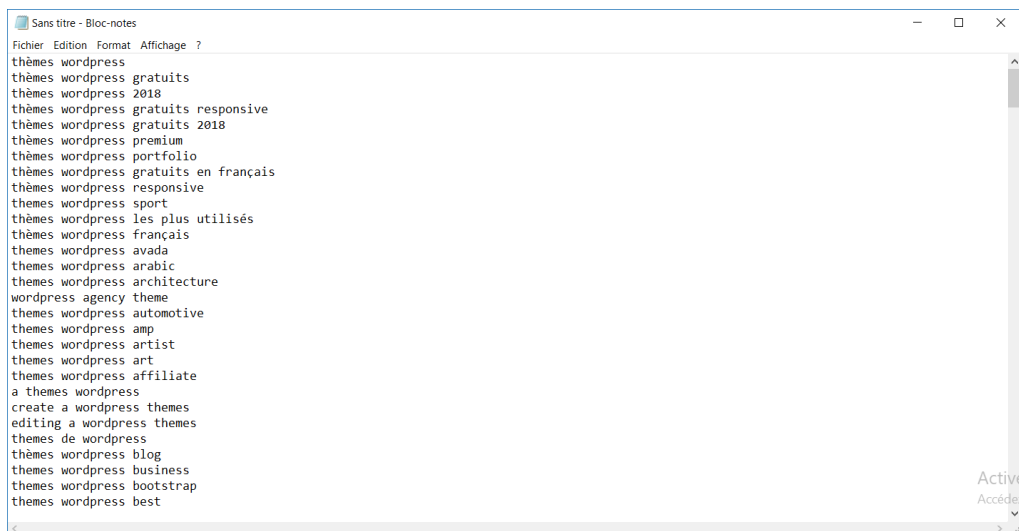 Sans titre - Bloc-notes
Fichier Edition Format Affichage ?
thèmes wordpress
thèmes wordpress gratuits
thèmes wordpress 2018
thèmes wordpress gratuits responsive
thèmes wordpress gratuits 2018
thèmes wordpress premium
thèmes wordpress portfolio
thèmes wordpress gratuits en français
thèmes wordpress responsive
themes wordpress sport
thèmes wordpress les plus utilisés
thèmes wordpress français
themes wordpress avada
themes wordpress arabic
themes wordpress architecture
wordpress agency theme
themes wordpress automotive
themes wordpress amp
themes wordpress artist
themes wordpress art
themes wordpress affiliate
a themes wordpress
create a wordpress themes
editing a wordpress themes
themes de wordpress
thèmes wordpress blog
themes wordpress business
themes wordpress bootstrap
themes wordpress best